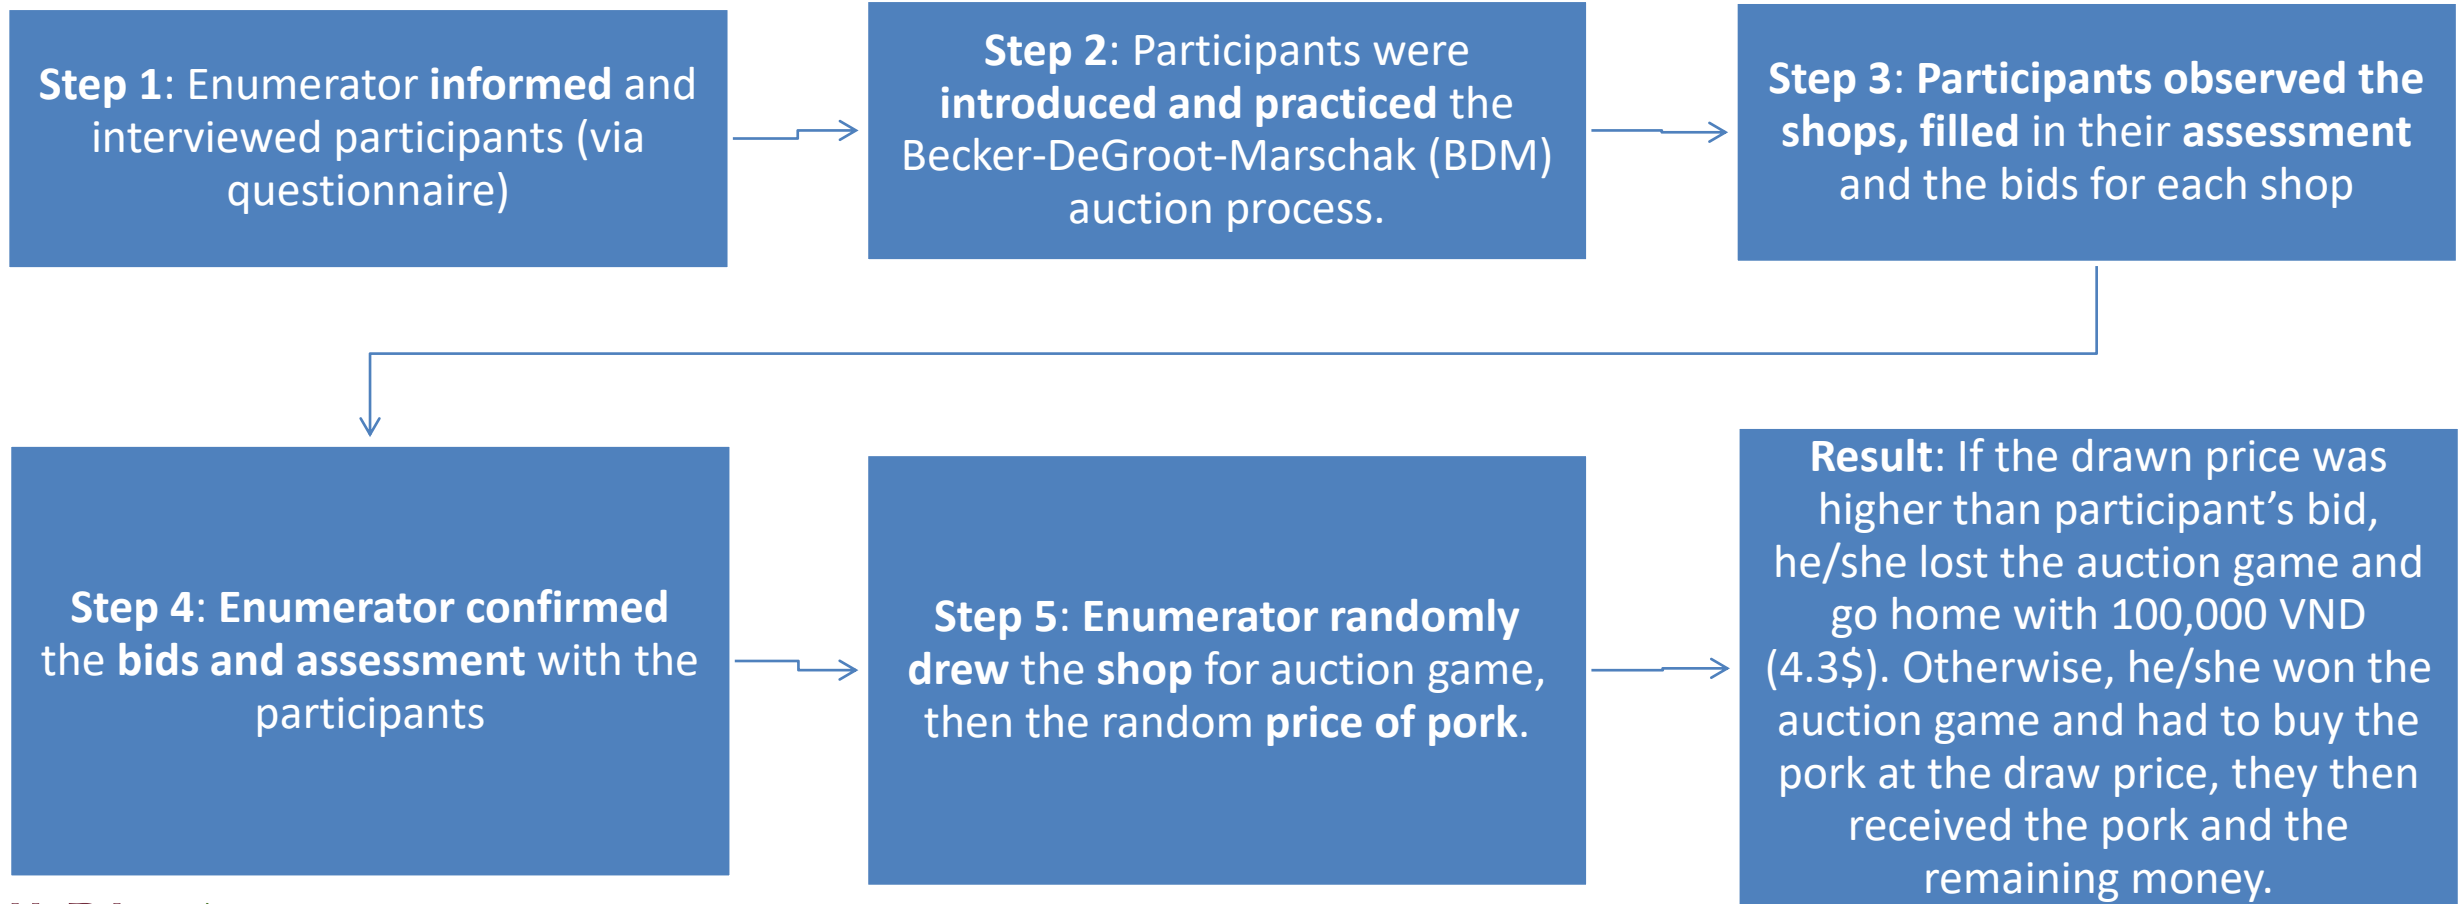 Step 1: Enumerator informed and
interviewed participants (via
questionnaire)
Step 2: Participants were
introduced and practiced the
Becker-DeGroot-Marschak (BDM)
auction process.
Step 3: Participants observed the
shops, filled in their assessment
and the bids for each shop
Step 4: Enumerator confirmed
the bids and assessment with the
participants
Step 5: Enumerator randomly
drew the shop for auction game,
then the random price of pork.
Result: If the drawn price was
higher than participant’s bid,
he/she lost the auction game and
go home with 100,000 VND
(4.3$). Otherwise, he/she won the
auction game and had to buy the
pork at the draw price, they then
received the pork and the
remaining money.